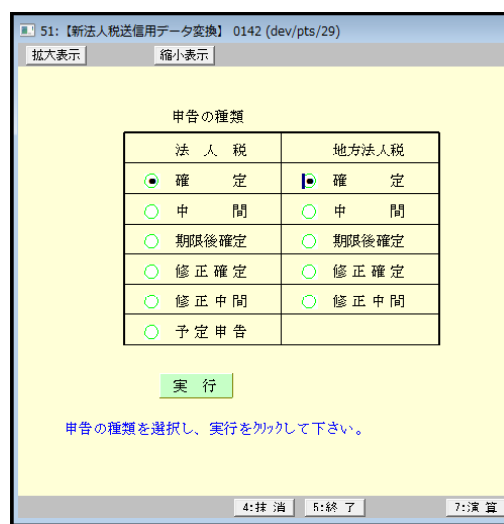 51:【新法人税送信用データ変換】 0142 (dev/pts/29)
拡大表示 縮小表示
申告の種類
法 人 税 地方法人税
確 定 確 定
中 間 中 間
期限後確定 期限後確定
修正確定 修正確定
修正中間 修正中間
予定申告
実 行
申告の種類を選択し、実行をｸﾘｯｸして下さい。
4:抹 消 5:終 了 7:演 算